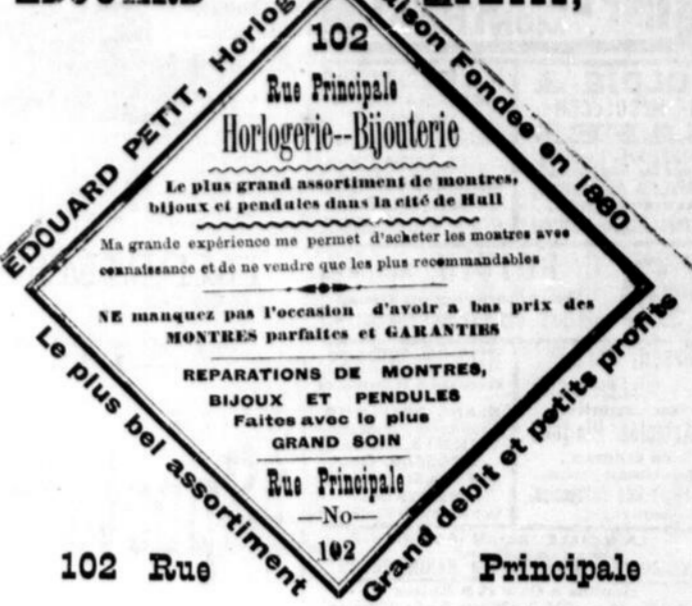 EDOUARD PETIT,
EDOUARD PETIT, Horlog
aison Fondee en 1880
102
Rue Principale
Horlogerie--Bijouterie
Le plus grand assortiment de montres,
bijoux et pendules dans la cité de Hull
Ma grande expérience me permet d'acheter les montres avec
connaissance et de ne vendre que les plus recommandables
NE manquez pas l'occasion d'avoir a bas prix des
MONTRES parfaites et GARANTIES
REPARATIONS DE MONTRES,
BIJOUX ET PENDULES
Faites avec le plus
GRAND SOIN
Rue Principale
—No—
102
Le plus bel assortiment
Grand debit et petits profits
102 Rue Principale